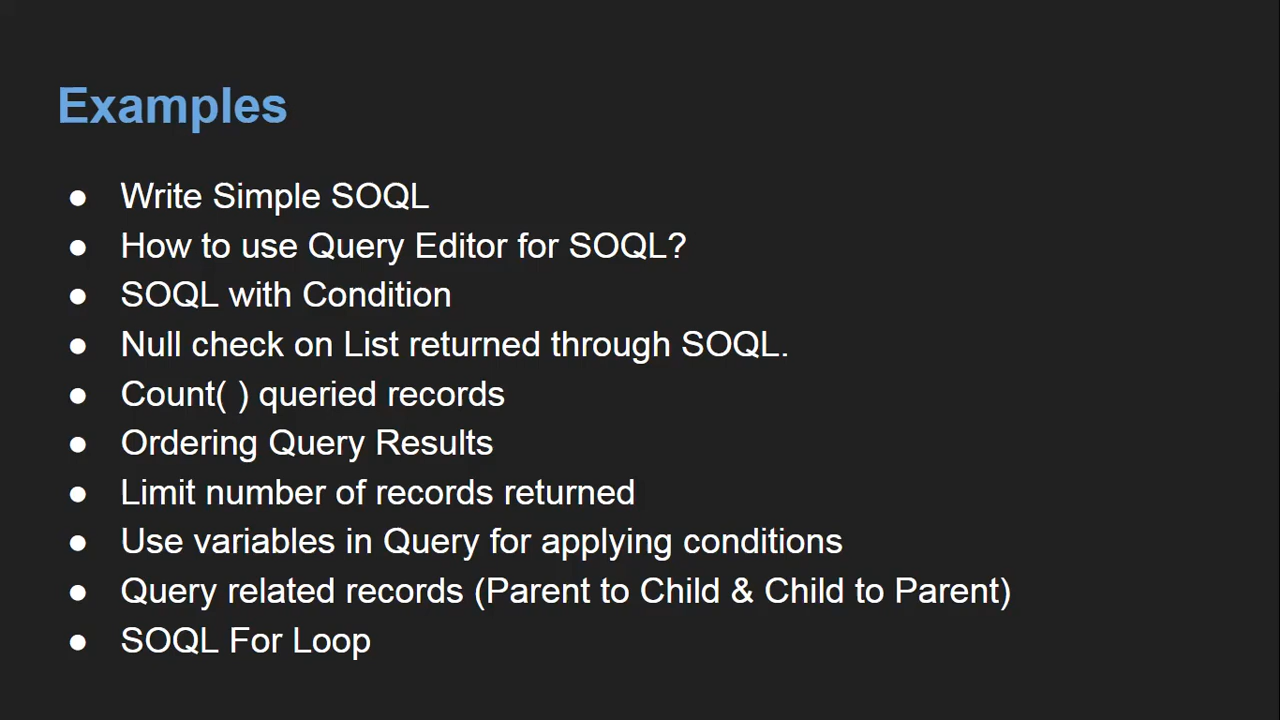 Examples
● Write Simple SOQL
● How to use Query Editor for SOQL?
● SOQL with Condition
● Null check on List returned through SOQL.
● Count( ) queried records
● Ordering Query Results
● Limit number of records returned
● Use variables in Query for applying conditions
● Query related records (Parent to Child & Child to Parent)
● SOQL For Loop